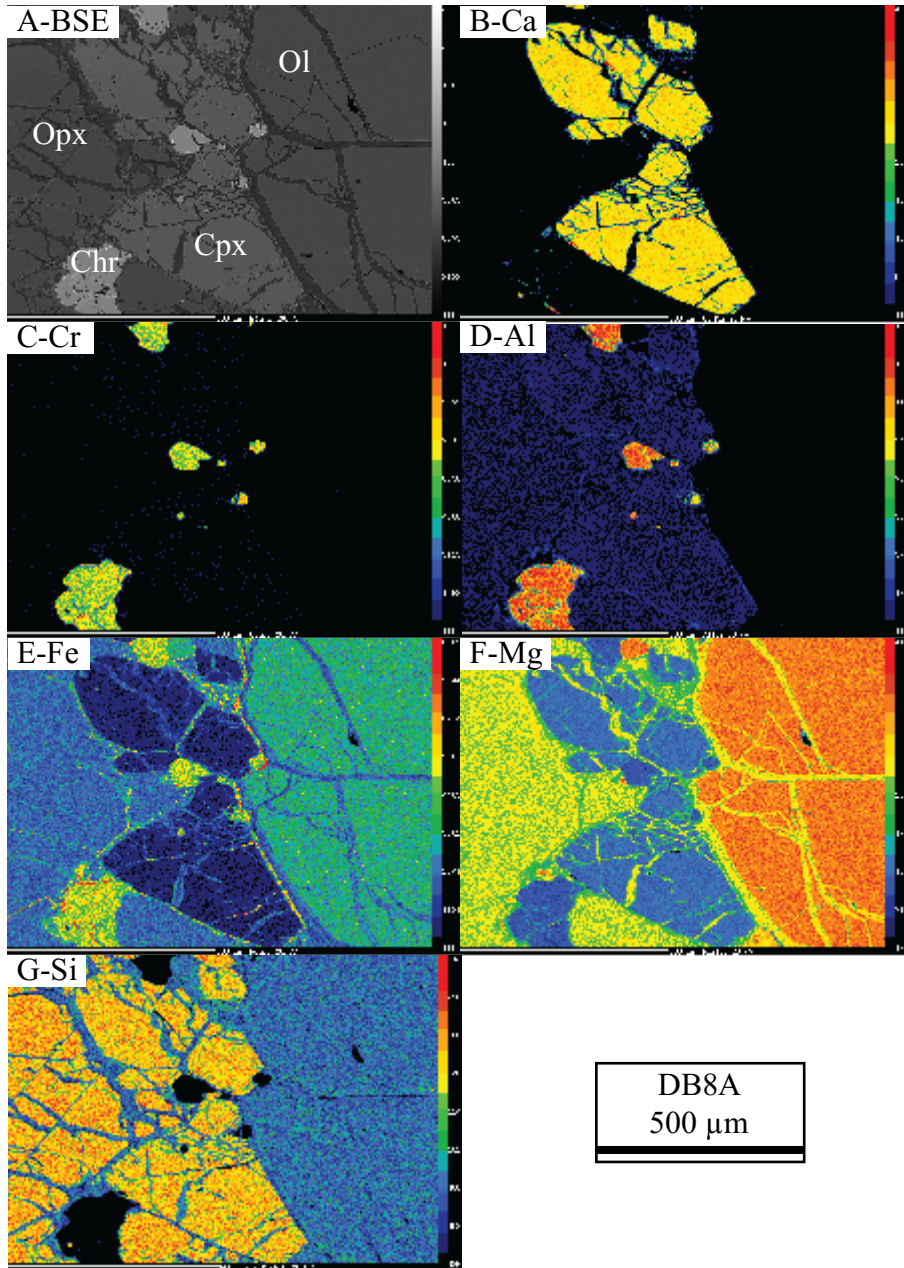 A-BSE
Ol
Opx
Cpx
Chr
B-Ca
C-Cr
D-Al
E-Fe
F-Mg
G-Si
DB8A
500 µm